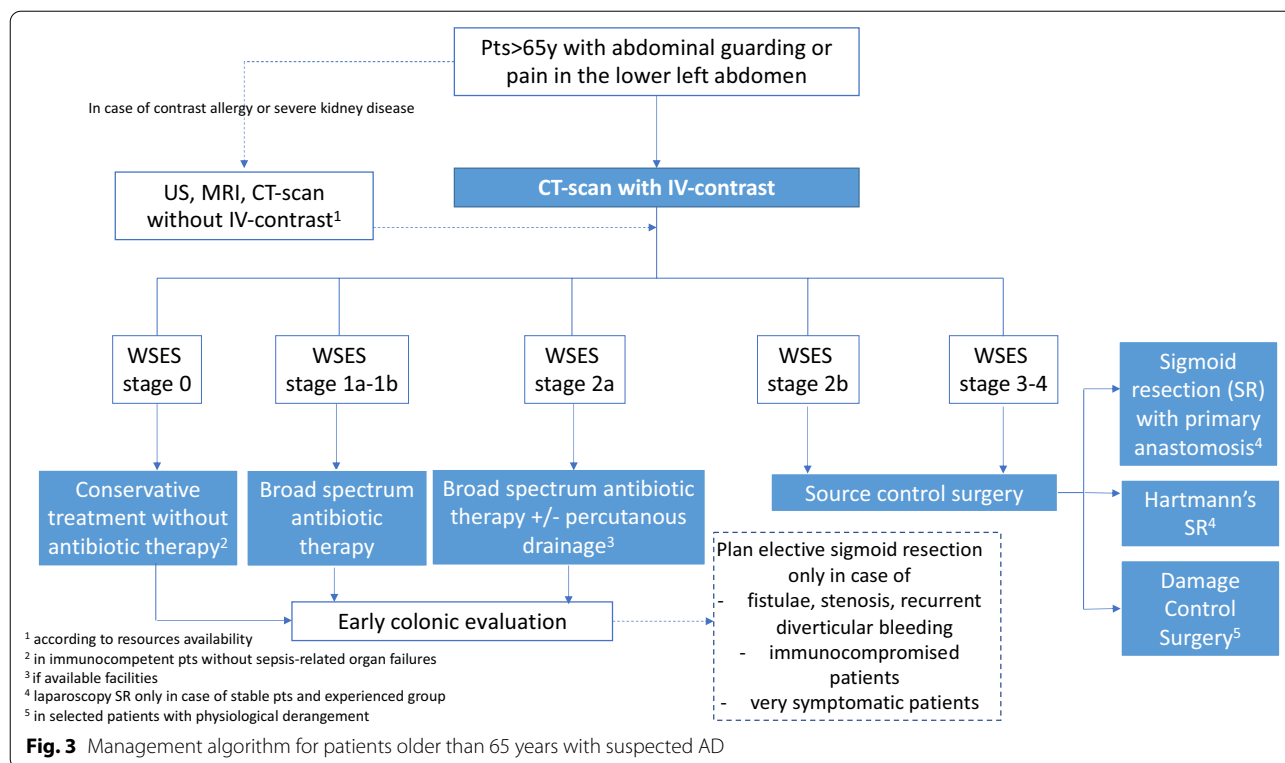 Pts>65y with abdominal guarding or
pain in the lower left abdomen
In case of contrast allergy or severe kidney disease
US, MRI, CT-scan
without IV-contrast¹
CT-scan with IV-contrast
WSES
stage 0
WSES
stage 1a-1b
WSES
stage 2a
WSES
stage 2b
WSES
stage 3-4
Conservative
treatment without
antibiotic therapy²
Broad spectrum
antibiotic
therapy
Broad spectrum antibiotic
therapy +/- percutanous
drainage³
Source control surgery
Sigmoid
resection (SR)
with primary
anastomosis⁴
Hartmann's
SR⁴
Damage
Control
Surgery⁵
Early colonic evaluation
Plan elective sigmoid resection
only in case of
- fistulae, stenosis, recurrent
diverticular bleeding
- immunocompromised
patients
- very symptomatic patients
¹ according to resources availability
² in immunocompetent pts without sepsis-related organ failures
³ if available facilities
⁴ laparoscopy SR only in case of stable pts and experienced group
⁵ in selected patients with physiological derangement
Fig. 3 Management algorithm for patients older than 65 years with suspected AD